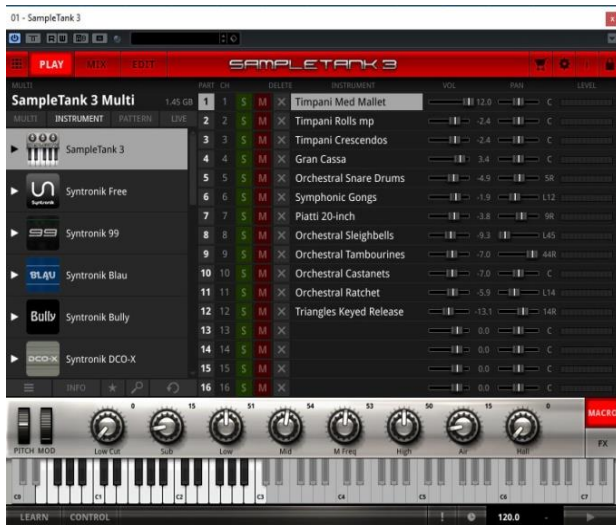 01 - SampleTank 3
x
PLAY MIX EDIT SAMPLETANK 3
MULTI PART CH DELETE INSTRUMENT VOL PAN LEVEL
SampleTank 3 Multi 1.45 GB
MULTI INSTRUMENT PATTERN LIVE
SampleTank 3
Syntronik
Syntronik Free
99 Syntronik 99
BLAU Syntronik Blau
Bully Syntronik Bully
DCO-X Syntronik DCO-X
INFO
1 1 S M X Timpani Med Mallet 12.0 C
2 2 S M X Timpani Rolls mp -2.4 C
3 3 S M X Timpani Crescendos -2.4 C
4 4 S M X Gran Cassa 3.4 C
5 5 S M X Orchestral Snare Drums -4.9 5R
6 6 S M X Symphonic Gongs -1.9 L12
7 7 S M X Piatti 20-inch -3.8 9R
8 8 S M X Orchestral Sleighbells -9.3 L45
9 9 S M X Orchestral Tambourines -7.0 44R
10 10 S M X Orchestral Castanets -7.0 C
11 11 S M X Orchestral Ratchet -5.9 L14
12 12 S M X Triangles Keyed Release -13.1 14R
13 13 S M X 0.0 C
14 14 S M X 0.0 C
15 15 S M X 0.0 C
16 16 S M X 0.0 C
0 15 51 54 53 50 15 0
PITCH MOD Low Cut Sub Low Mid M Freq High Air Hall
MACRO
FX
C0 C1 C2 C3 C4 C5 C6 C7
LEARN CONTROL ! 120.0 -